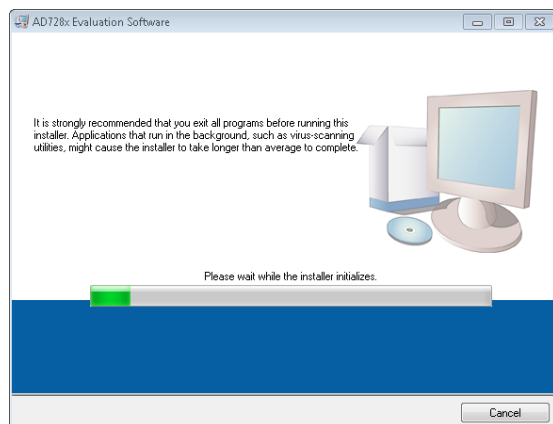 AD728x Evaluation Software
It is strongly recommended that you exit all programs before running this
installer. Applications that run in the background, such as virus-scanning
utilities, might cause the installer to take longer than average to complete.
Please wait while the installer initializes.
Cancel